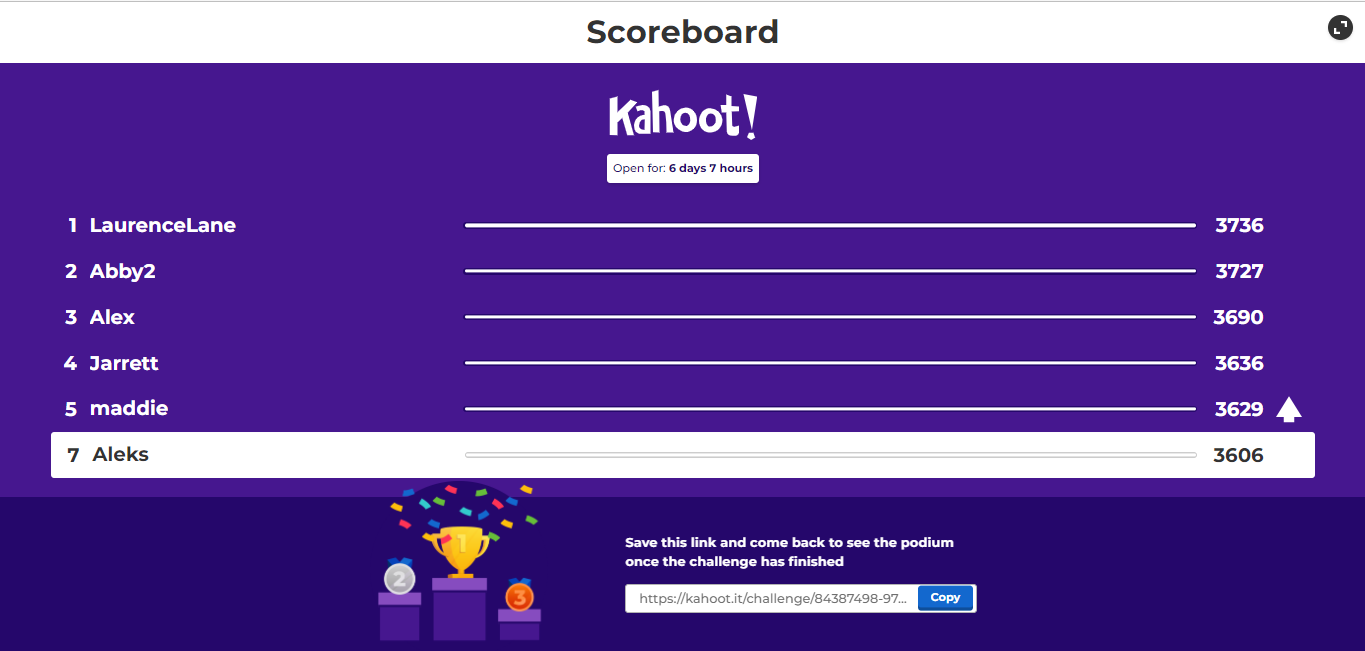 Scoreboard
Kahoot!
Open for: 6 days 7 hours
1 LaurenceLane 3736
2 Abby2 3727
3 Alex 3690
4 Jarrett 3636
5 maddie 3629
7 Aleks 3606
1
2
3
Save this link and come back to see the podium
once the challenge has finished
https://kahoot.it/challenge/84387498-97... Copy